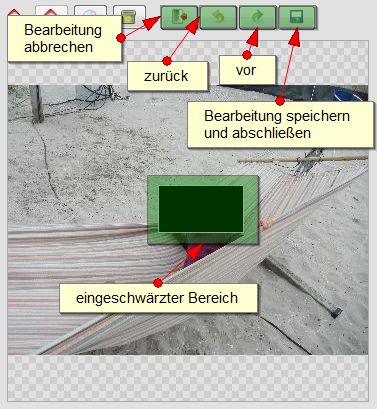 Bearbeitung
abbrechen
zurück
vor
Bearbeitung speichern
und abschließen
eingeschwärzter Bereich